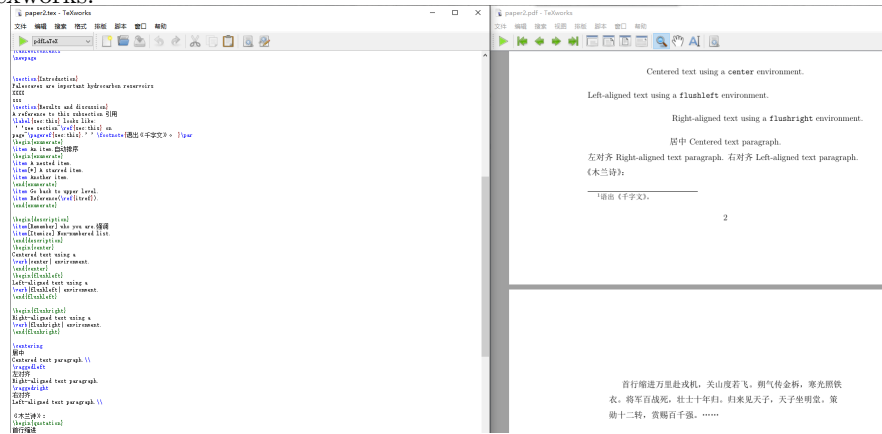 paper2.tex - TeXworks
文件 编辑 搜索 格式 排版 脚本 窗口 帮助
pdfLaTeX
\newpage
\section{Introduction}
Paleocaves are important hydrocarbon reservoirs
XXXX
xxx
\section{Results and discussion}
A reference to this subsection 引用
\label{sec:this} looks like:
``see section~\ref{sec:this} on
page~\pageref{sec:this}.''\footnote{语出《千字文》。}\par
\begin{enumerate}
\item An item.自动排序
\begin{enumerate}
\item A nested item.
\item[*] A starred item.
\item Another item.
\end{enumerate}
\item Go back to upper level.
\item Reference(\ref{itref}).
\end{enumerate}
\begin{description}
\item[Remember] who you are.强调
\item[Itemize] Non-numbered list.
\end{description}
\begin{center}
Centered text using a
\verb|center| environment.
\end{center}
\begin{flushleft}
Left-aligned text using a
\verb|flushleft| environment.
\end{flushleft}
\begin{flushright}
Right-aligned text using a
\verb|flushright| environment.
\end{flushright}
\centering
居中
Centered text paragraph.\\
\raggedleft
左对齐
Right-aligned text paragraph.
\raggedright
右对齐
Left-aligned text paragraph.\\
《木兰诗》:
\begin{quotation}
首行缩进
paper2.pdf - TeXworks
文件 编辑 搜索 视图 排版 窗口 帮助
Centered text using a center environment.
Left-aligned text using a flushleft environment.
Right-aligned text using a flushright environment.
居中 Centered text paragraph.
左对齐 Right-aligned text paragraph. 右对齐 Left-aligned text paragraph.
《木兰诗》:
1语出《千字文》。
2
首行缩进万里赴戎机,关山度若飞。朔气传金柝,寒光照铁
衣。将军百战死,壮士十年归。归来见天子,天子坐明堂。策
勋十二转,赏赐百千强。……